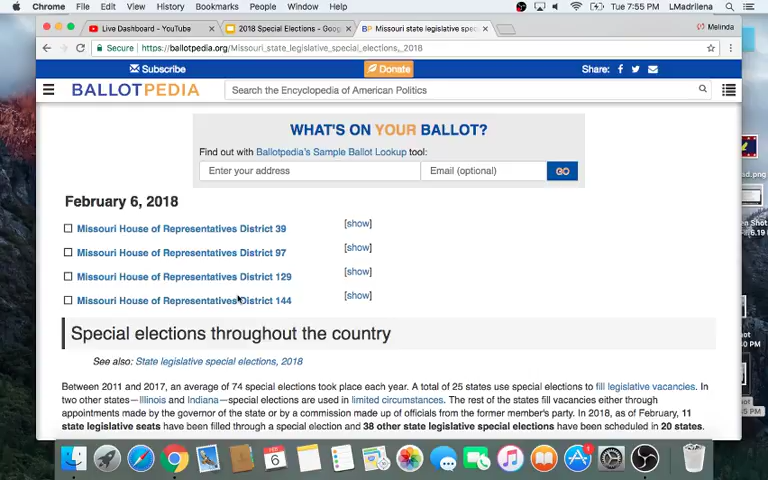 Chrome File Edit View History Bookmarks People Window Help Tu 7:55 PM LMadrilena
Live Dashboard - YouTube 2018 Special Elections - Goog Missouri state legislative spec Melinda
Secure https://ballotpedia.org/Missouri_state_legislative_special_elections,_2018
Subscribe Donate Share:
BALLOTPEDIA Search the Encyclopedia of American Politics
WHAT'S ON YOUR BALLOT?
Find out with Ballotpedia's Sample Ballot Lookup tool:
Enter your address Email (optional) GO
February 6, 2018
Missouri House of Representatives District 39 [show]
Missouri House of Representatives District 97 [show]
Missouri House of Representatives District 129 [show]
Missouri House of Representatives District 144 [show]
Special elections throughout the country
See also: State legislative special elections, 2018
Between 2011 and 2017, an average of 74 special elections took place each year. A total of 25 states use special elections to fill legislative vacancies. In
two other states—Illinois and Indiana—special elections are used in limited circumstances. The rest of the states fill vacancies either through
appointments made by the governor of the state or by a commission made up of officials from the former member's party. In 2018, as of February, 11
state legislative seats have been filled through a special election and 38 other state legislative special elections have been scheduled in 20 states.
FEB
6